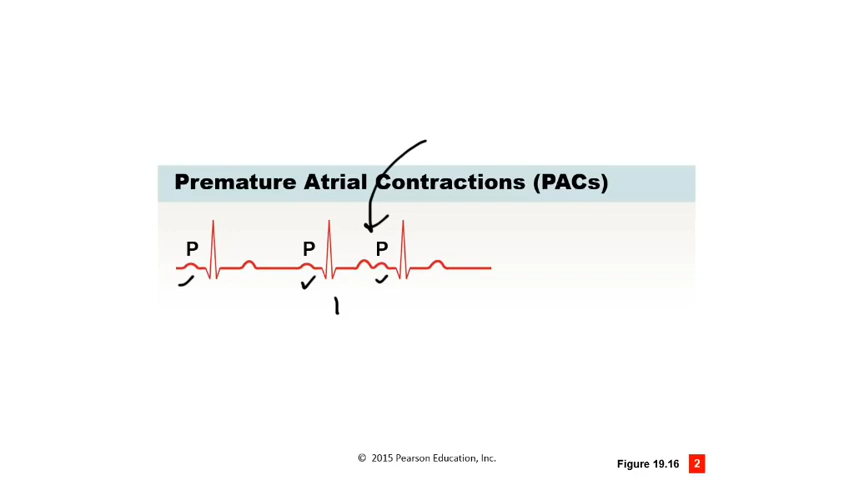 Premature Atrial Contractions (PACs)
P P P
© 2015 Pearson Education, Inc.
Figure 19.16 2